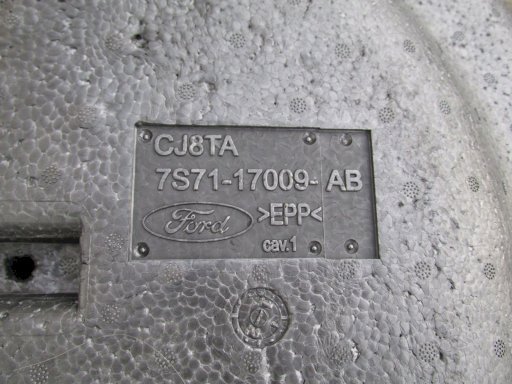 CJ8TA
7S71-17009- AB
Ford >EPP<
cav.1